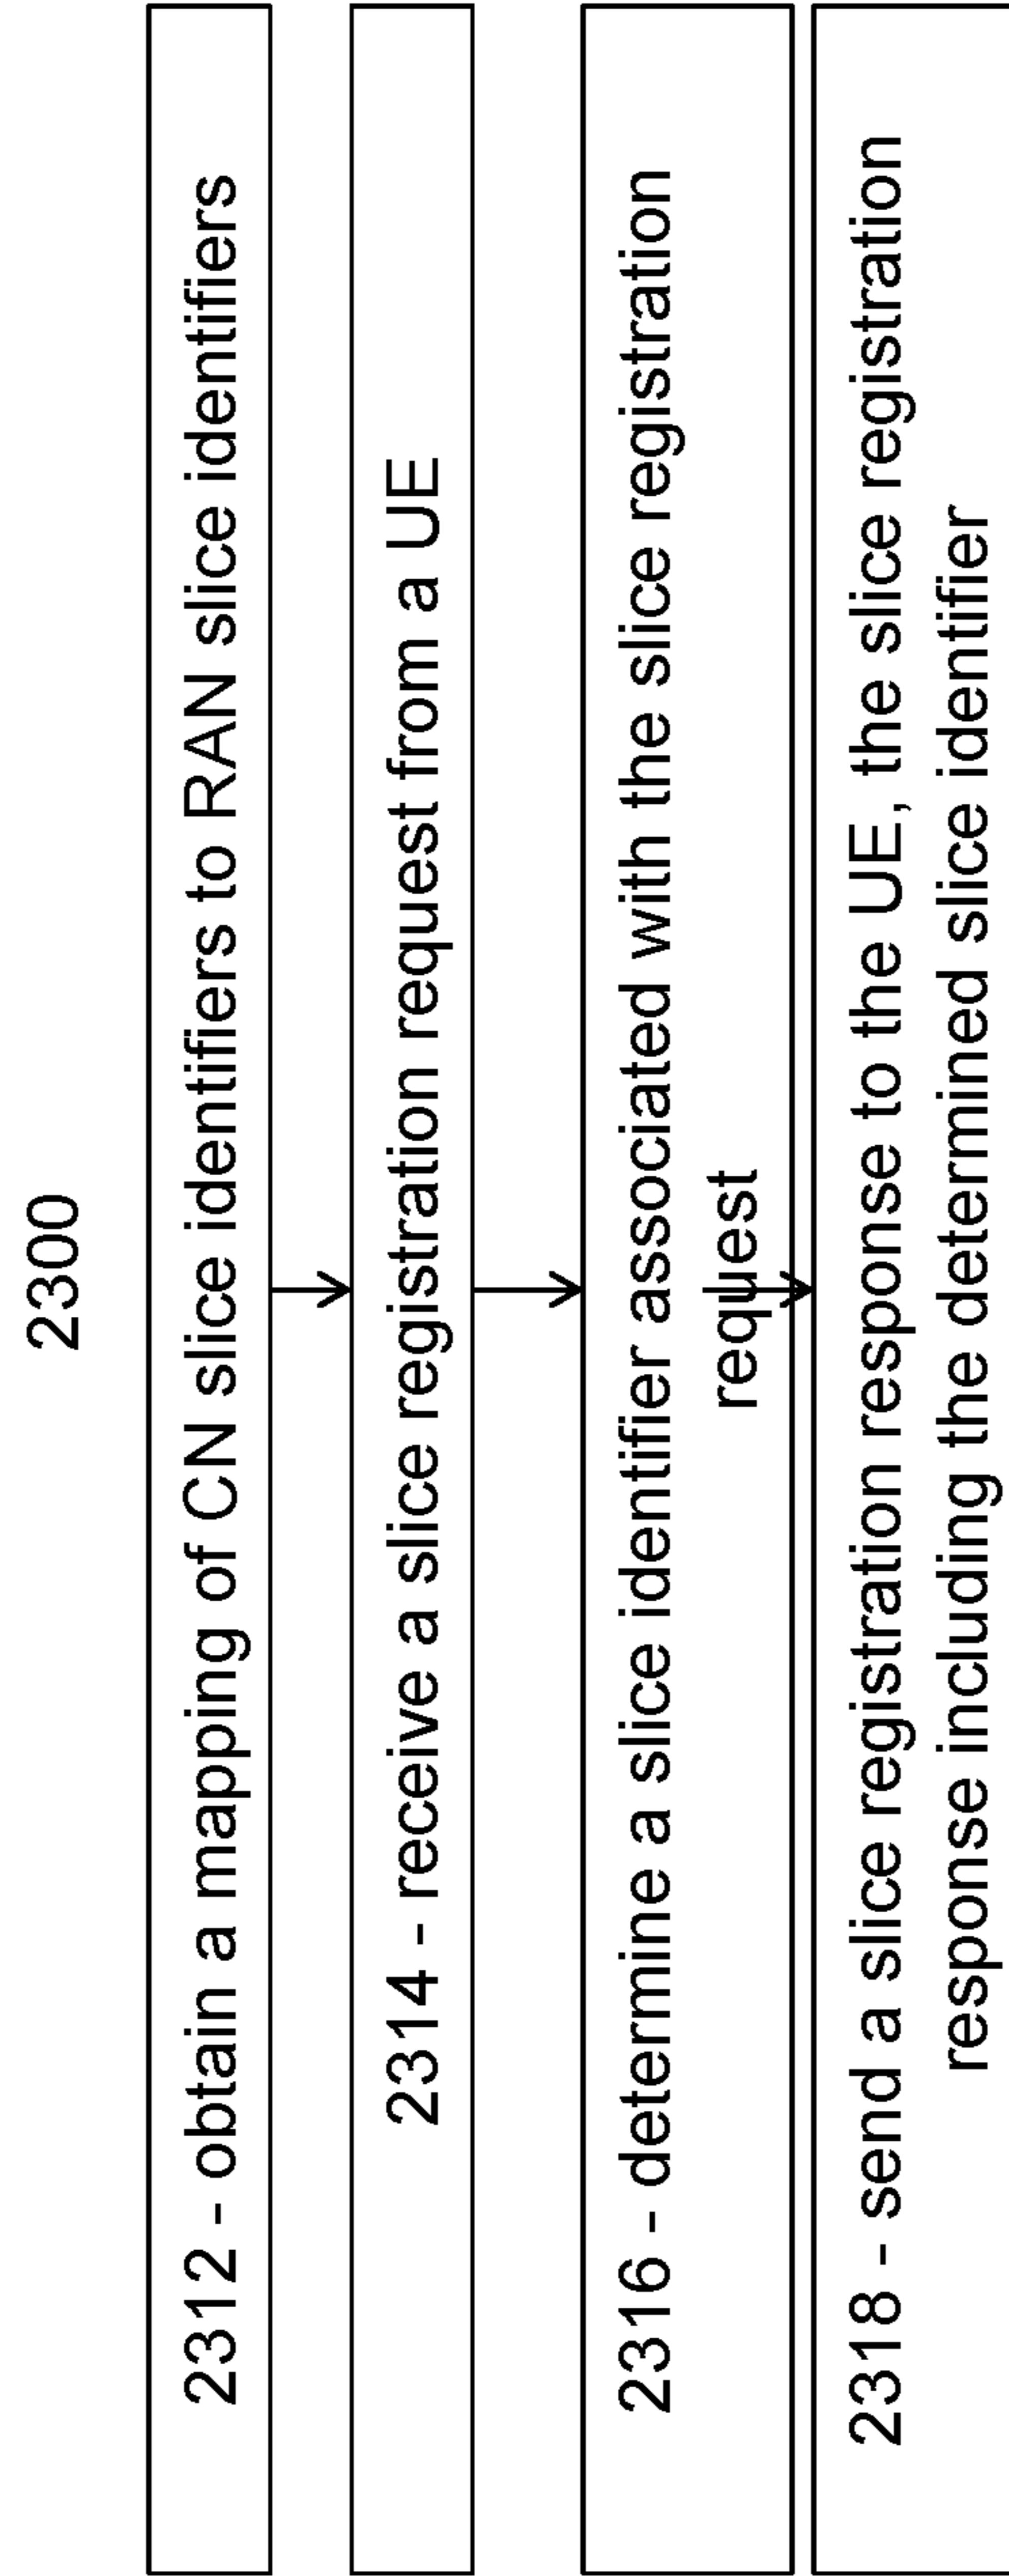 2300
2312 - obtain a mapping of CN slice identifiers to RAN slice identifiers
2314 - receive a slice registration request from a UE
2316 - determine a slice identifier associated with the slice registration
request
2318 - send a slice registration response to the UE, the slice registration
response including the determined slice identifier